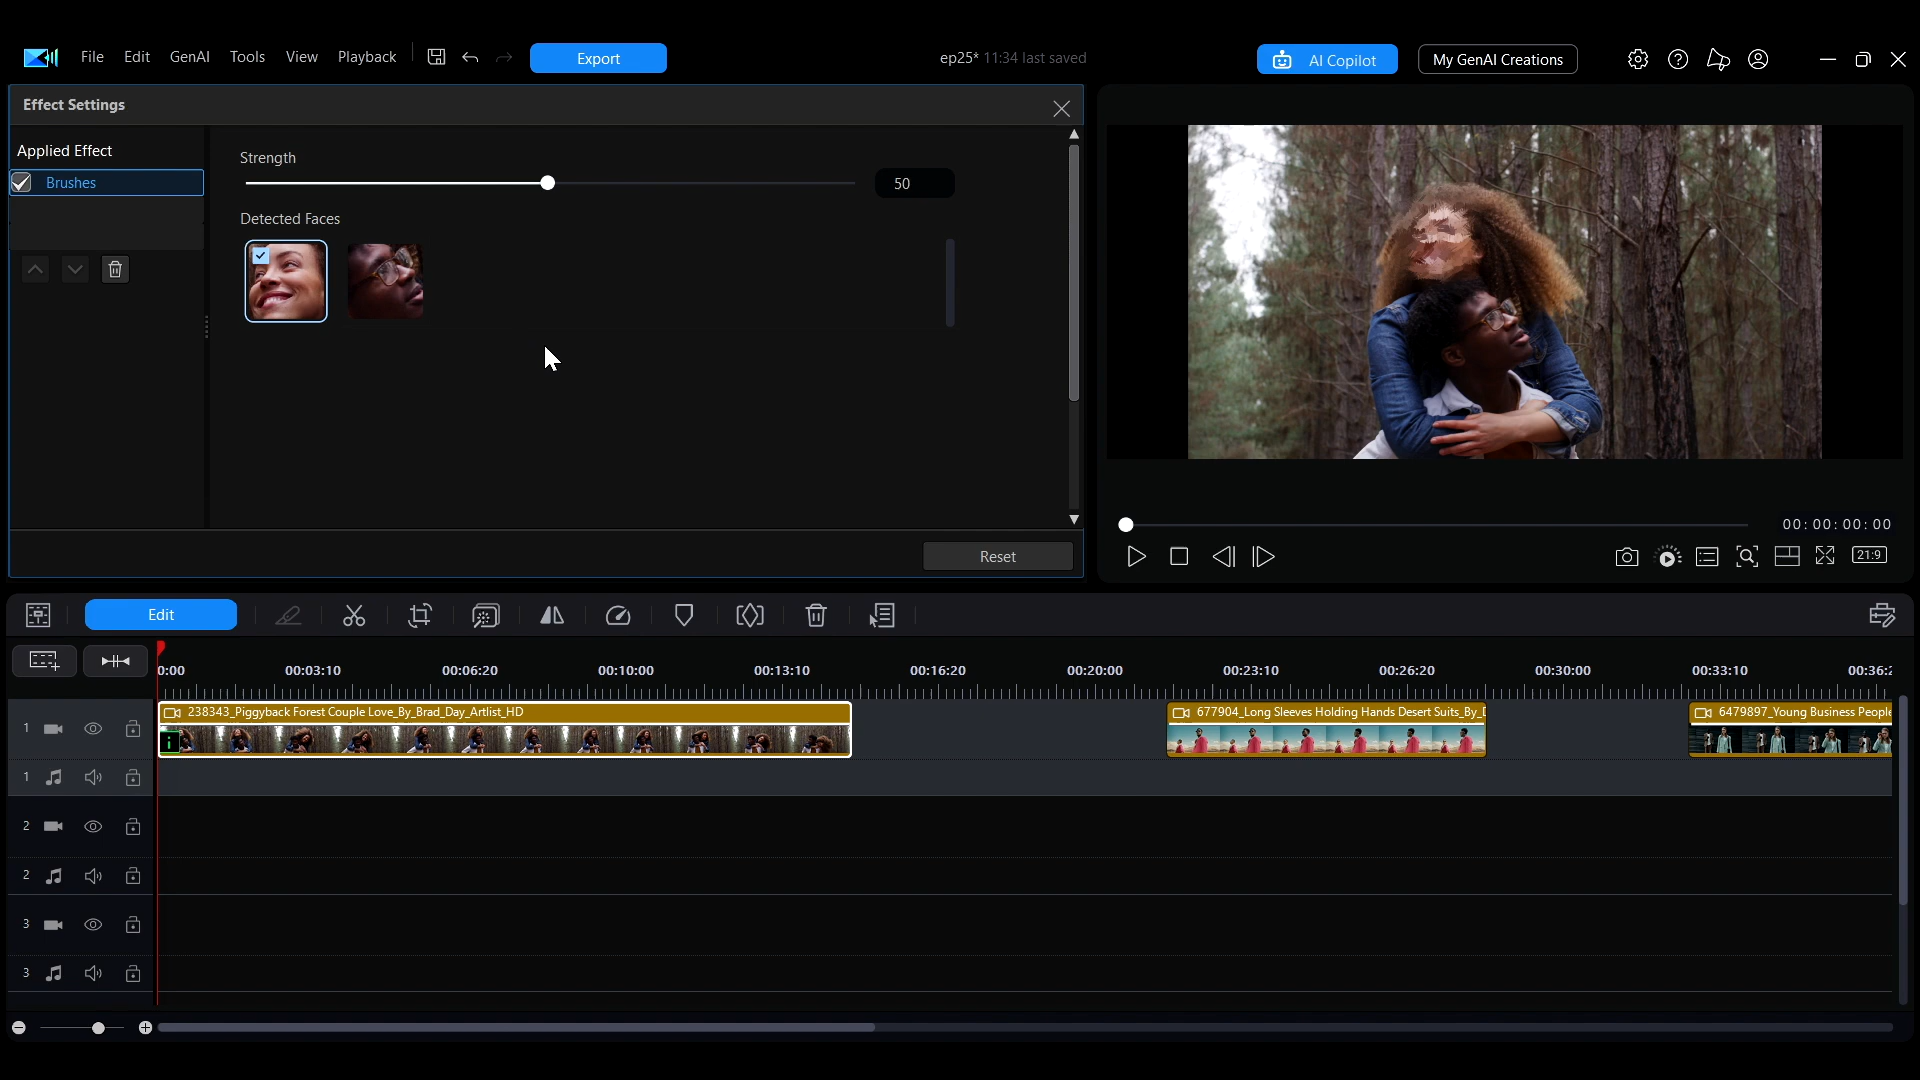 File Edit GenAI Tools View Playback Export ep25* 11:34 last saved AI Copilot My GenAI Creations
Effect Settings
Applied Effect
Brushes
Strength
50
Detected Faces
Reset
00:00:00:00
21:9
Edit
0:00 00:03:10 00:06:20 00:10:00 00:13:10 00:16:20 00:20:00 00:23:10 00:26:20 00:30:00 00:33:10 00:36:2
238343_Piggyback Forest Couple Love_By_Brad_Day_Artlist_HD 677904_Long Sleeves Holding Hands Desert Suits_By_D 6479897_Young Business People
i
1
1
2
2
3
3